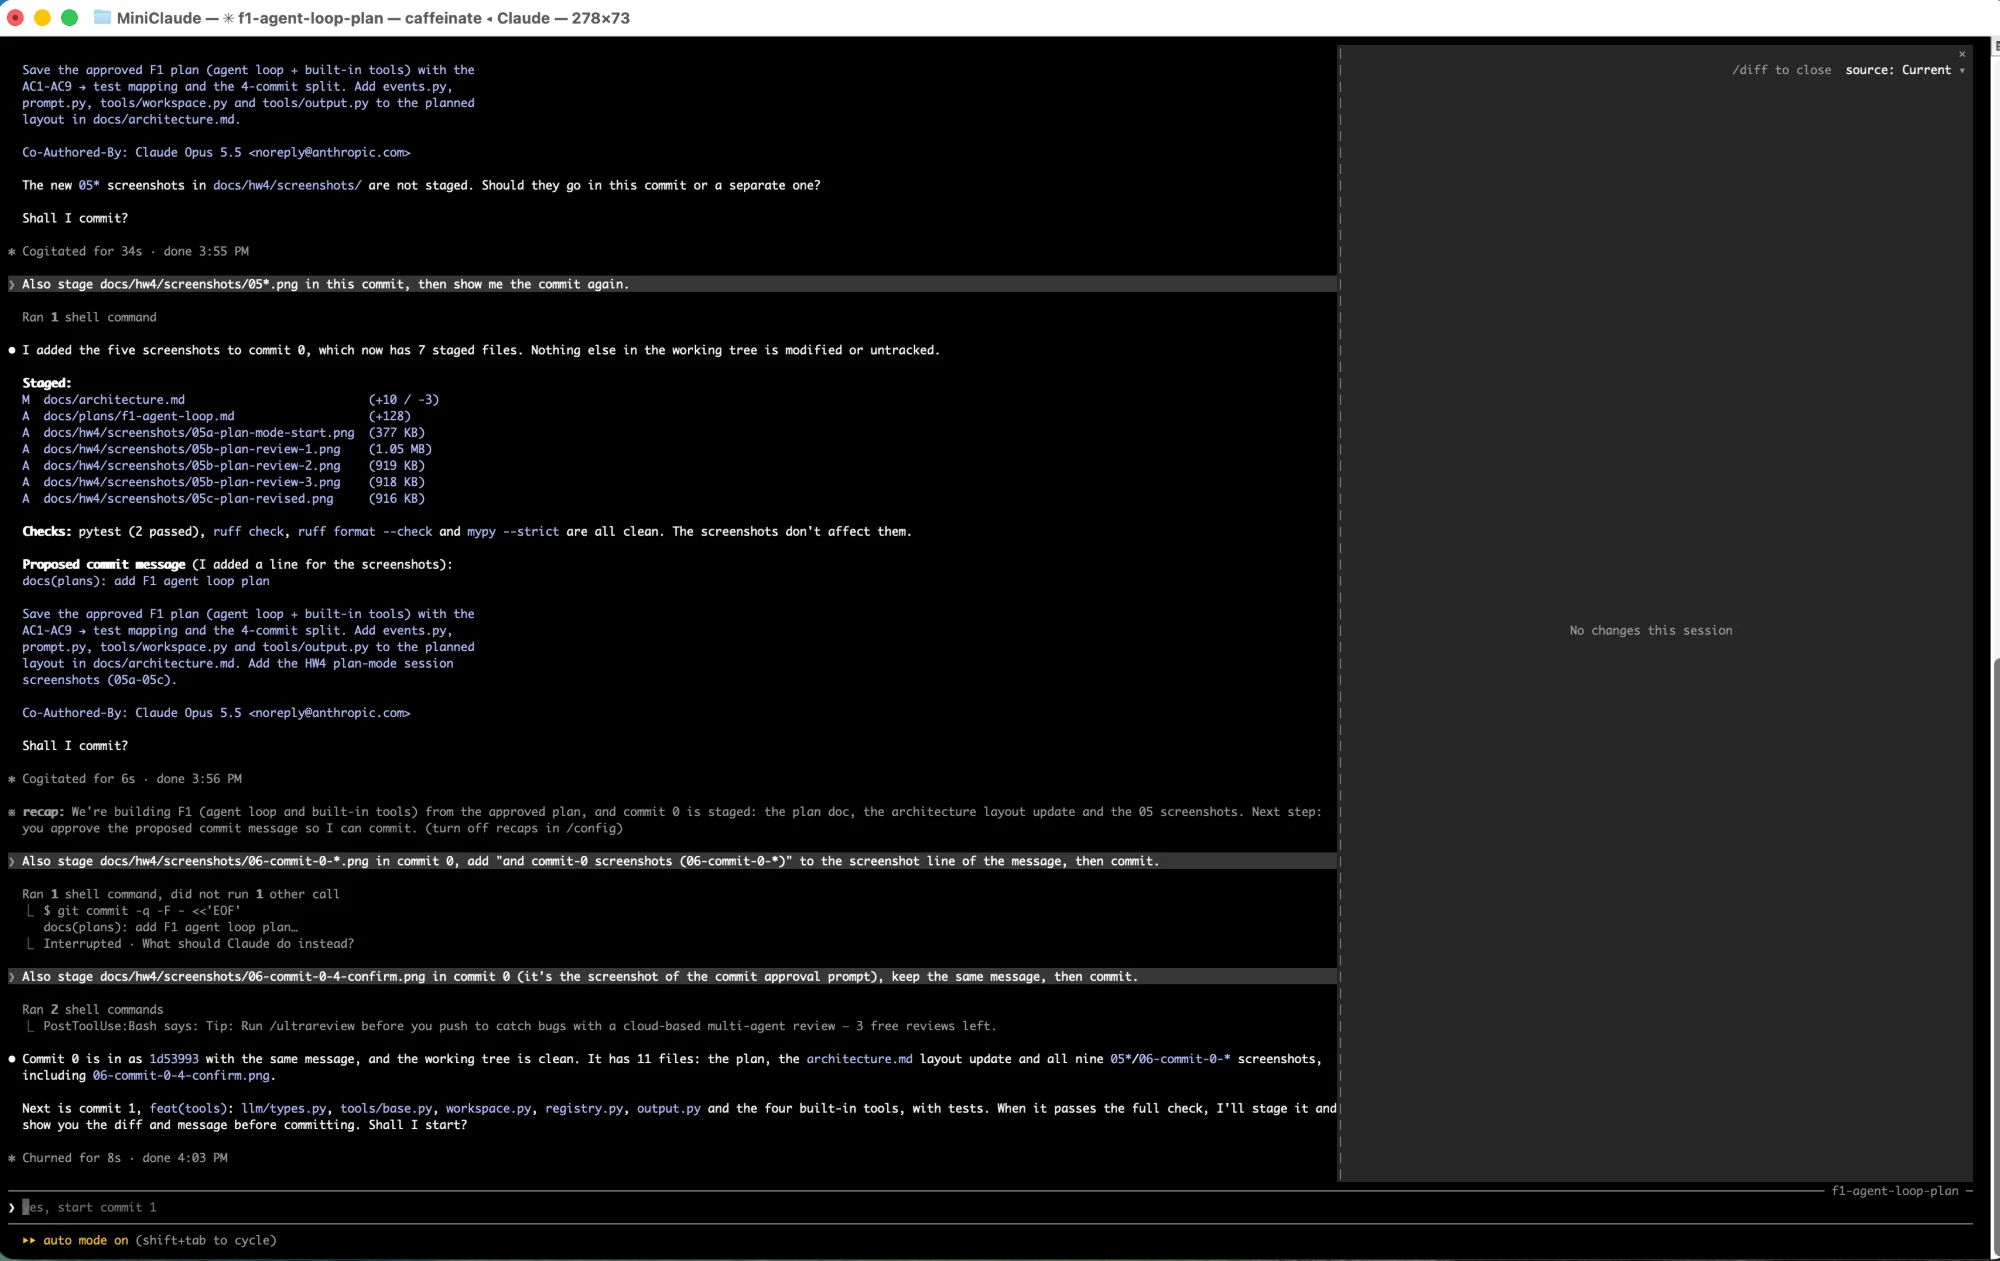 MiniClaude — ✳ f1-agent-loop-plan — caffeinate ◂ Claude — 278×73
×
/diff to close  source: Current ▾
Save the approved F1 plan (agent loop + built-in tools) with the
AC1-AC9 → test mapping and the 4-commit split. Add events.py,
prompt.py, tools/workspace.py and tools/output.py to the planned
layout in docs/architecture.md.
Co-Authored-By: Claude Opus 5.5 <noreply@anthropic.com>
The new 05* screenshots in docs/hw4/screenshots/ are not staged. Should they go in this commit or a separate one?
Shall I commit?
✻ Cogitated for 34s · done 3:55 PM
❯ Also stage docs/hw4/screenshots/05*.png in this commit, then show me the commit again.
Ran 1 shell command
● I added the five screenshots to commit 0, which now has 7 staged files. Nothing else in the working tree is modified or untracked.
Staged:
M  docs/architecture.md                          (+10 / -3)
A  docs/plans/f1-agent-loop.md                   (+128)
A  docs/hw4/screenshots/05a-plan-mode-start.png  (377 KB)
A  docs/hw4/screenshots/05b-plan-review-1.png    (1.05 MB)
A  docs/hw4/screenshots/05b-plan-review-2.png    (919 KB)
A  docs/hw4/screenshots/05b-plan-review-3.png    (918 KB)
A  docs/hw4/screenshots/05c-plan-revised.png     (916 KB)
Checks: pytest (2 passed), ruff check, ruff format --check and mypy --strict are all clean. The screenshots don't affect them.
Proposed commit message (I added a line for the screenshots):
docs(plans): add F1 agent loop plan
Save the approved F1 plan (agent loop + built-in tools) with the
AC1-AC9 → test mapping and the 4-commit split. Add events.py,
prompt.py, tools/workspace.py and tools/output.py to the planned
layout in docs/architecture.md. Add the HW4 plan-mode session
screenshots (05a-05c).
No changes this session
Co-Authored-By: Claude Opus 5.5 <noreply@anthropic.com>
Shall I commit?
✻ Cogitated for 6s · done 3:56 PM
※ recap: We're building F1 (agent loop and built-in tools) from the approved plan, and commit 0 is staged: the plan doc, the architecture layout update and the 05 screenshots. Next step:
you approve the proposed commit message so I can commit. (turn off recaps in /config)
❯ Also stage docs/hw4/screenshots/06-commit-0-*.png in commit 0, add "and commit-0 screenshots (06-commit-0-*)" to the screenshot line of the message, then commit.
Ran 1 shell command, did not run 1 other call
⎿ $ git commit -q -F - <<'EOF'
docs(plans): add F1 agent loop plan…
⎿ Interrupted · What should Claude do instead?
❯ Also stage docs/hw4/screenshots/06-commit-0-4-confirm.png in commit 0 (it's the screenshot of the commit approval prompt), keep the same message, then commit.
Ran 2 shell commands
⎿ PostToolUse:Bash says: Tip: Run /ultrareview before you push to catch bugs with a cloud-based multi-agent review — 3 free reviews left.
● Commit 0 is in as 1d53993 with the same message, and the working tree is clean. It has 11 files: the plan, the architecture.md layout update and all nine 05*/06-commit-0-* screenshots,
including 06-commit-0-4-confirm.png.
Next is commit 1, feat(tools): llm/types.py, tools/base.py, workspace.py, registry.py, output.py and the four built-in tools, with tests. When it passes the full check, I'll stage it and
show you the diff and message before committing. Shall I start?
✻ Churned for 8s · done 4:03 PM
f1-agent-loop-plan
❯ yes, start commit 1
▸▸ auto mode on (shift+tab to cycle)